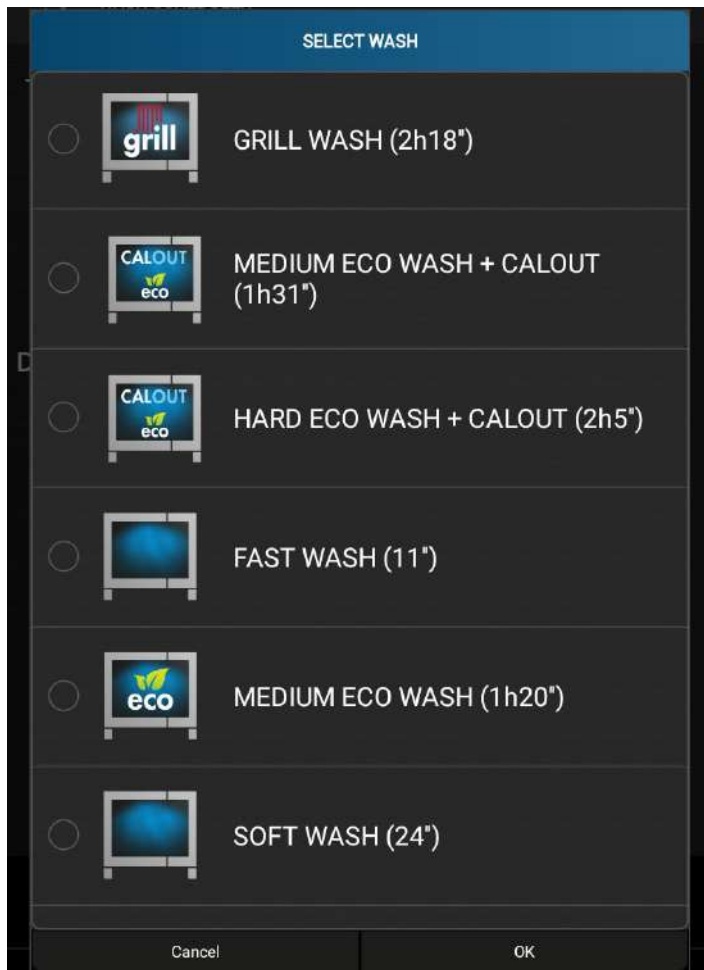 SELECT WASH
grill
GRILL WASH (2h18")
CALOUT
eco
MEDIUM ECO WASH + CALOUT
(1h31")
CALOUT
eco
HARD ECO WASH + CALOUT (2h5")
FAST WASH (11")
eco
MEDIUM ECO WASH (1h20")
SOFT WASH (24")
Cancel
OK